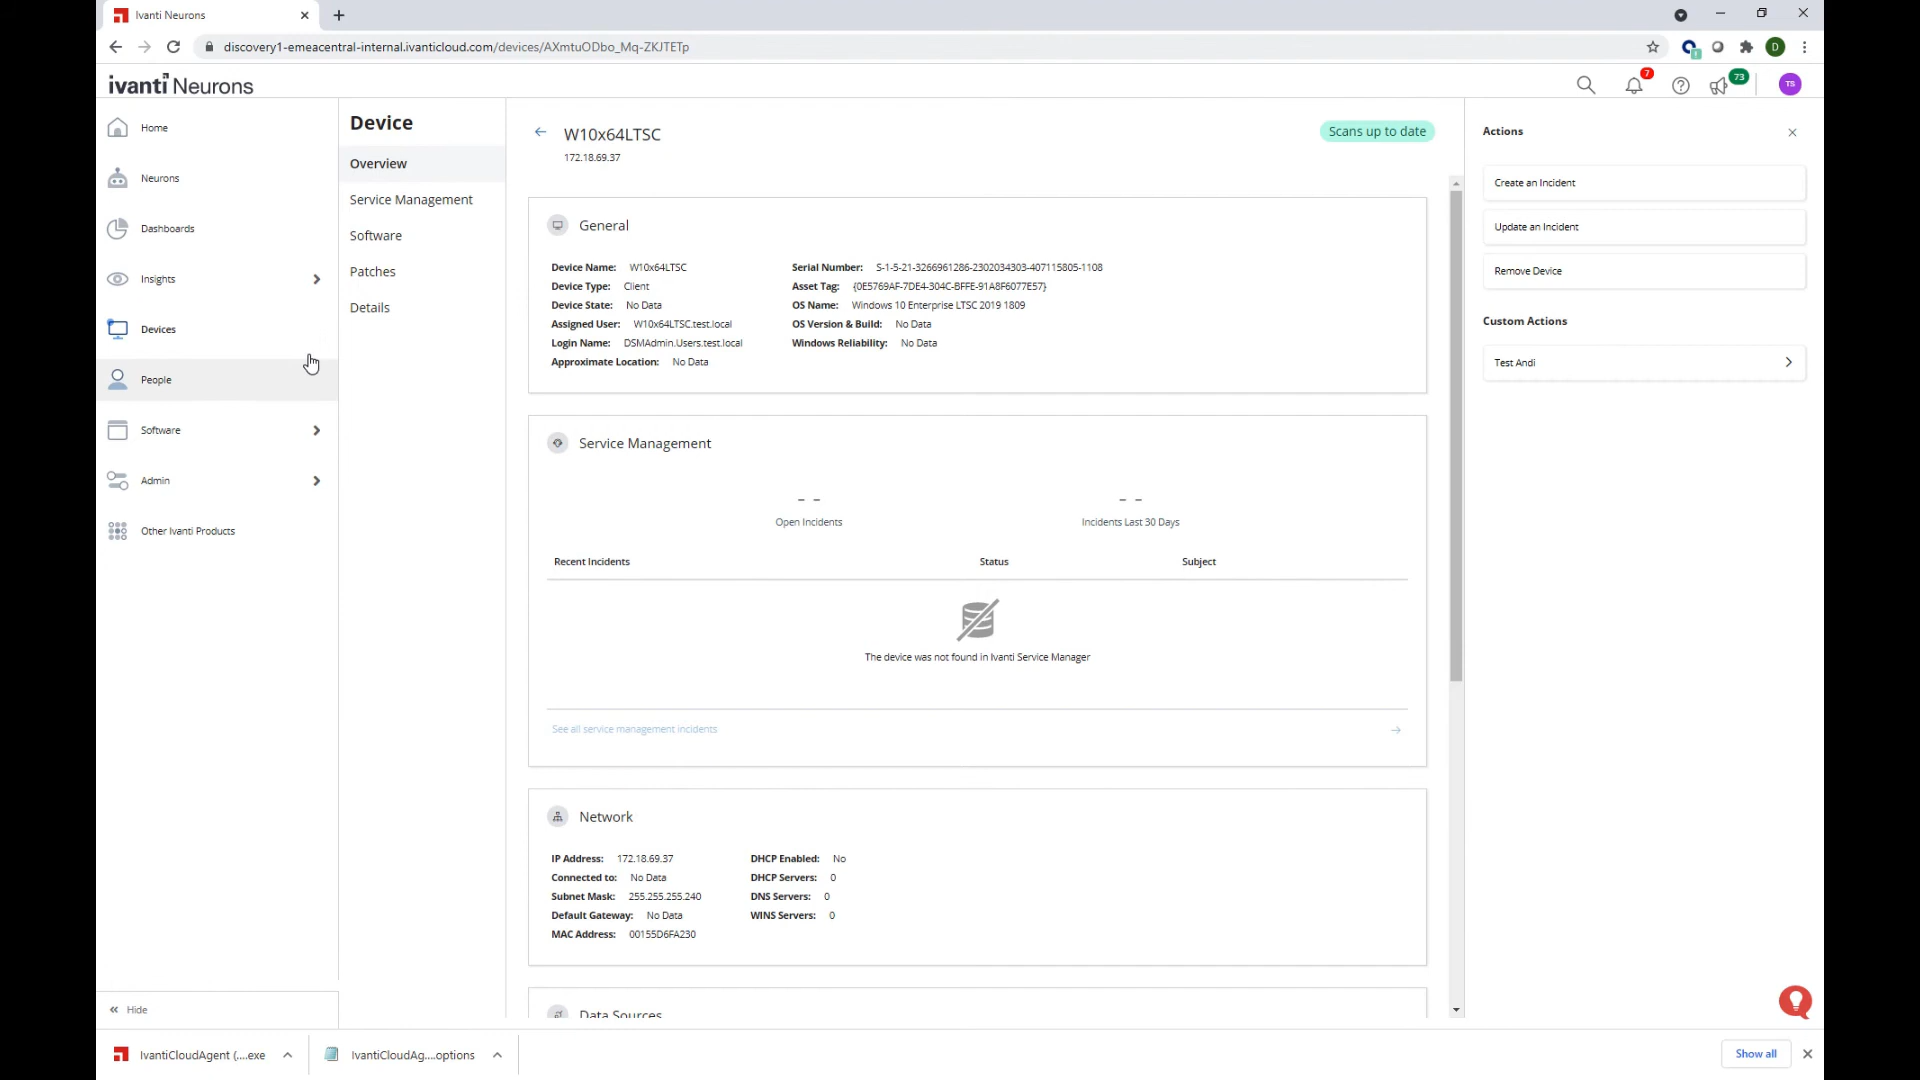 Ivanti Neurons
discovery1-emeacentral-internal.ivanticloud.com/devices/AXmtuODbo_Mq-ZKJTETp
D
ivanti Neurons
7
73
TS
Home
Neurons
Dashboards
Insights
Devices
People
Software
Admin
Other Ivanti Products
Hide
Device
Overview
Service Management
Software
Patches
Details
W10x64LTSC
172.18.69.37
Scans up to date
General
Device Name: W10x64LTSC
Device Type: Client
Device State: No Data
Assigned User: W10x64LTSC.test.local
Login Name: DSMAdmin.Users.test.local
Approximate Location: No Data
Serial Number: S-1-5-21-3266961286-2302034303-407115805-1108
Asset Tag: {0E5769AF-7DE4-304C-BFFE-91A8F6077E57}
OS Name: Windows 10 Enterprise LTSC 2019 1809
OS Version & Build: No Data
Windows Reliability: No Data
Service Management
- -
Open Incidents
- -
Incidents Last 30 Days
Recent Incidents Status Subject
The device was not found in Ivanti Service Manager
See all service management incidents
Network
IP Address: 172.18.69.37
Connected to: No Data
Subnet Mask: 255.255.255.240
Default Gateway: No Data
MAC Address: 00155D6FA230
DHCP Enabled: No
DHCP Servers: 0
DNS Servers: 0
WINS Servers: 0
Data Sources
Actions
Create an Incident
Update an Incident
Remove Device
Custom Actions
Test Andi
IvantiCloudAgent (....exe
IvantiCloudAg....options
Show all